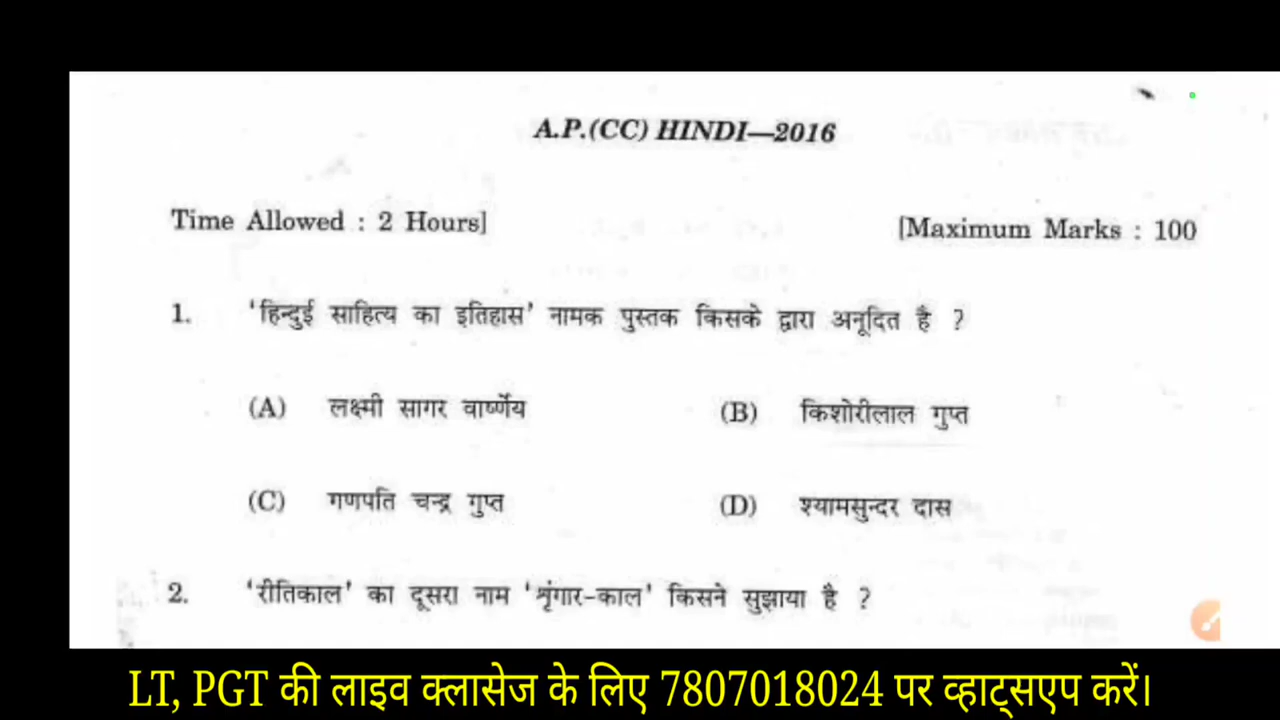 A.P.(CC) HINDI—2016
Time Allowed : 2 Hours] [Maximum Marks : 100
1. 'हिन्दुई साहित्य का इतिहास' नामक पुस्तक किसके द्वारा अनूदित है ?
(A) लक्ष्मी सागर वार्ष्णेय (B) किशोरीलाल गुप्त
(C) गणपति चन्द्र गुप्त (D) श्यामसुन्दर दास
2. 'रीतिकाल' का दूसरा नाम 'शृंगार-काल' किसने सुझाया है ?
LT, PGT की लाइव क्लासेज के लिए 7807018024 पर व्हाट्सएप करें।